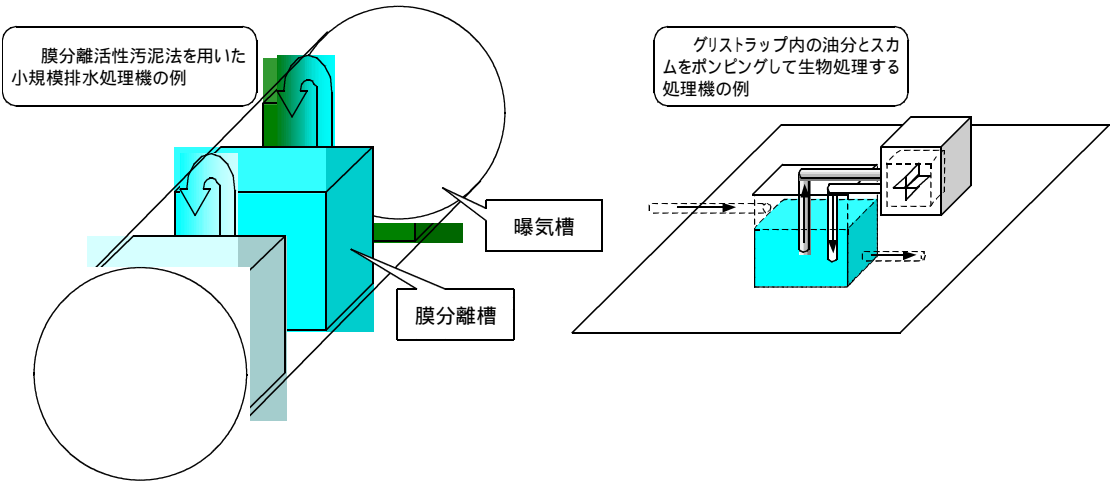 膜分離活性汚泥法を用いた
小規模排水処理機の例
グリストラップ内の油分とスカ
ムをポンピングして生物処理する
処理機の例
曝気槽
膜分離槽